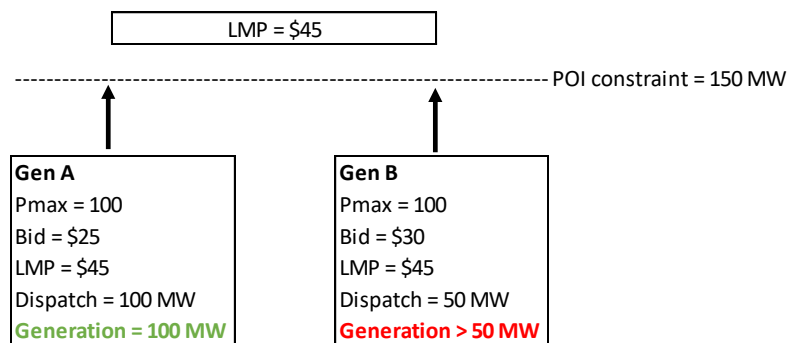 LMP = $45
POI constraint = 150 MW
Gen A
Pmax = 100
Bid = $25
LMP = $45
Dispatch = 100 MW
Generation = 100 MW
Gen B
Pmax = 100
Bid = $30
LMP = $45
Dispatch = 50 MW
Generation > 50 MW